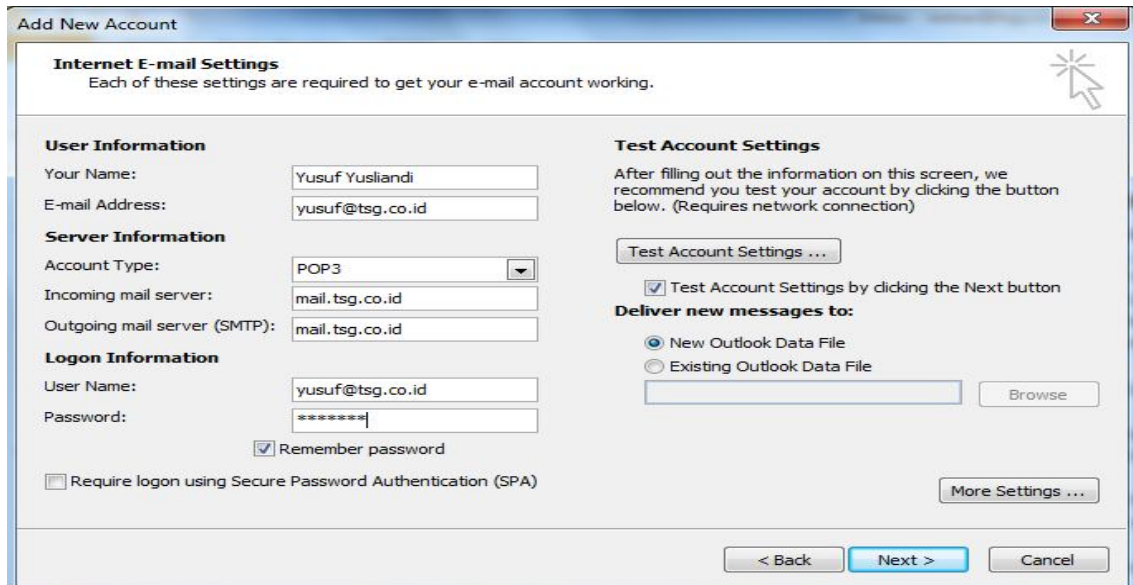 Add New Account
Internet E-mail Settings
Each of these settings are required to get your e-mail account working.
User Information
Your Name:
Yusuf Yusliandi
E-mail Address:
yusuf@tsg.co.id
Server Information
Account Type:
POP3
Incoming mail server:
mail.tsg.co.id
Outgoing mail server (SMTP):
mail.tsg.co.id
Logon Information
User Name:
yusuf@tsg.co.id
Password:
*******
Remember password
Require logon using Secure Password Authentication (SPA)
Test Account Settings
After filling out the information on this screen, we
recommend you test your account by clicking the button
below. (Requires network connection)
Test Account Settings ...
Test Account Settings by clicking the Next button
Deliver new messages to:
New Outlook Data File
Existing Outlook Data File
Browse
More Settings ...
< Back
Next >
Cancel